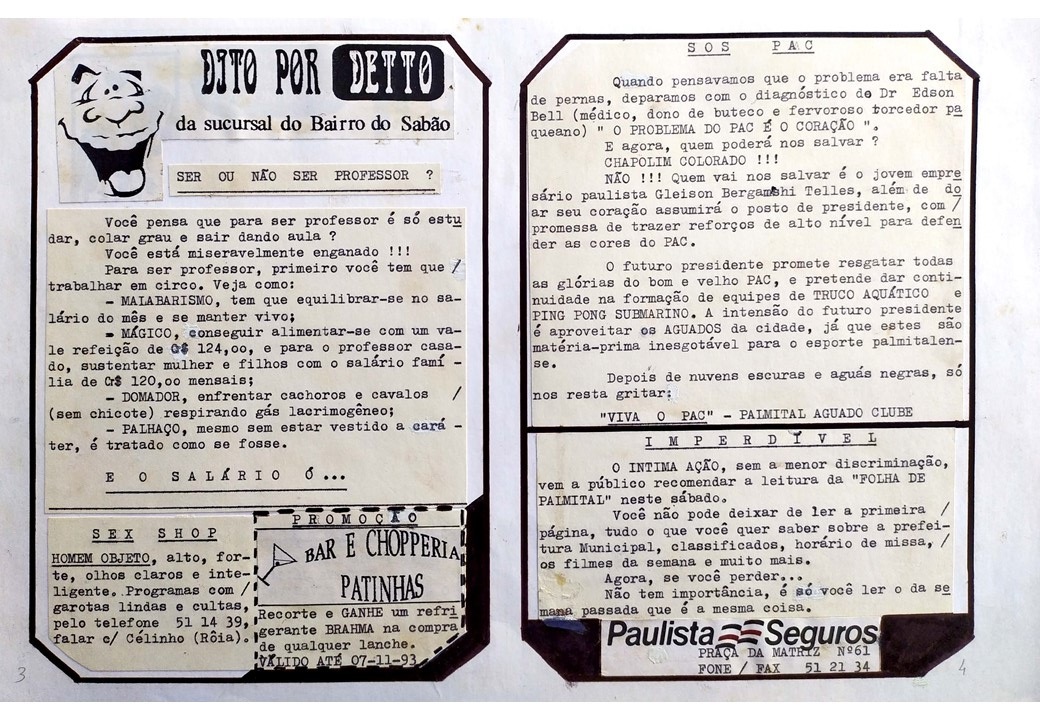 DITO POR DETTO
da sucursal do Bairro do Sabão
SER OU NÃO SER PROFESSOR ?
Você pensa que para ser professor é só estu
dar, colar grau e sair dando aula ?
Você está miseravelmente enganado !!!
Para ser professor, primeiro você tem que /
trabalhar em circo. Veja como:
- MALABARISMO, tem que equilibrar-se no sa-
lário do mês e se manter vivo;
- MÁGICO, conseguir alimentar-se com um va-
le refeição de Cr$ 124,oo, e para o professor casa-
do, sustentar mulher e filhos com o salário famí -
lia de Cr$ 120,oo mensais;
- DOMADOR, enfrentar cachoros e cavalos /
(sem chicote) respirando gás lacrimogêneo;
- PALHAÇO, mesmo sem estar vestido a cará -
ter, é tratado como se fosse.
E O SALÁRIO Ó...
SEX SHOP
HOMEM OBJETO, alto, for-
te, olhos claros e inte-
ligente. Programas com /
garotas lindas e cultas,
pelo telefone 51 14 39,
falar c/ Célinho (Rôia).
PROMOÇÃO
BAR E CHOPPERIA
PATINHAS
Recorte e GANHE um refri
gerante BRAHMA na compra
de qualquer lanche.
VÁLIDO ATÉ 07-11-93
3
SOS PAC
Quando pensavamos que o problema era falta
de pernas, deparamos com o diagnóstico de Dr Edson
Bell (médico, dono de buteco e fervoroso torcedor pa
queano) " O PROBLEMA DO PAC É O CORAÇÃO ".
E agora, quem poderá nos salvar ?
CHAPOLIM COLORADO !!!
NÃO !!! Quem vai nos salvar é o jovem empre
sário paulista Gleison Bergamshi Telles, além de do
ar seu coração assumirá o posto de presidente, com /
promessa de trazer reforços de alto nível para defen
der as cores do PAC.
O futuro presidente promete resgatar todas
as glórias do bom e velho PAC, e pretende dar conti-
nuidade na formação de equipes de TRUCO AQUÁTICO e
PING PONG SUBMARINO. A intensão do futuro presidente
é aproveitar os AGUADOS da cidade, já que estes são
matéria-prima inesgotável para o esporte palmitalen-
se.
Depois de nuvens escuras e aguás negras, só
nos resta gritar:
"VIVA O PAC" - PALMITAL AGUADO CLUBE
IMPERDÍVEL
O INTIMA AÇÃO, sem a menor discriminação,
vem a público recomendar a leitura da "FOLHA DE
PALMITAL" neste sábado.
Você não pode deixar de ler a primeira /
página, tudo o que você quer saber sobre a prefei-
tura Municipal, classificados, horário de missa, /
os filmes da semana e muito mais.
Agora, se você perder...
Não tem importância, é só você ler o da se
mana passada que é a mesma coisa.
Paulista Seguros
PRAÇA DA MATRIZ Nº61
FONE / FAX 51 21 34
4